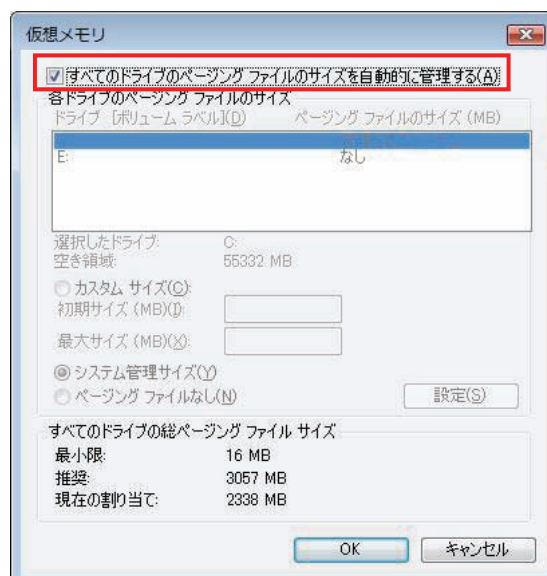 仮想メモリ
すべてのドライブのページング ファイルのサイズを自動的に管理する(A)
各ドライブのページング ファイルのサイズ
ドライブ [ボリューム ラベル](D) ページング ファイルのサイズ (MB)
E: なし
選択したドライブ: C:
空き領域: 55332 MB
カスタム サイズ(C):
初期サイズ (MB)(I):
最大サイズ (MB)(X):
システム管理サイズ(Y)
ページング ファイルなし(N) 設定(S)
すべてのドライブの総ページング ファイル サイズ
最小限: 16 MB
推奨: 3057 MB
現在の割り当て: 2338 MB
OK キャンセル